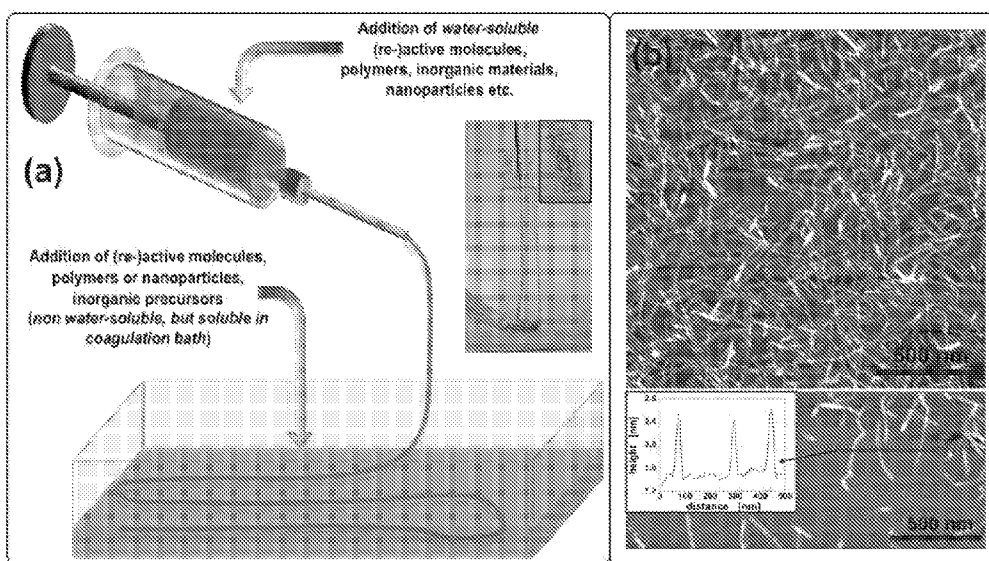 Addition of water-soluble
(re-)active molecules,
polymers, inorganic materials,
nanoparticles etc.
(a)
Addition of (re-)active molecules,
polymers or nanoparticles,
inorganic precursors
(non water-soluble, but soluble in
coagulation bath)
(b)
500 nm
height [nm]
distance [nm]
500 nm